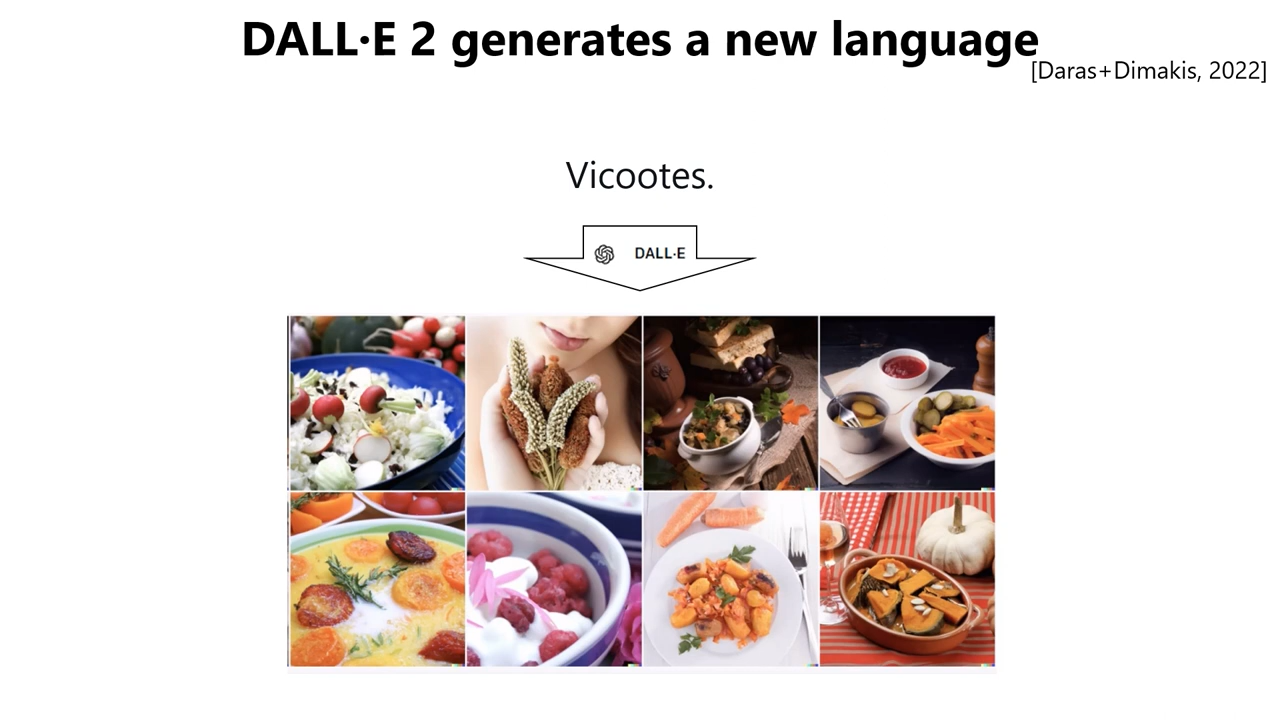 DALL·E 2 generates a new language
[Daras+Dimakis, 2022]
Vicootes.
DALL·E